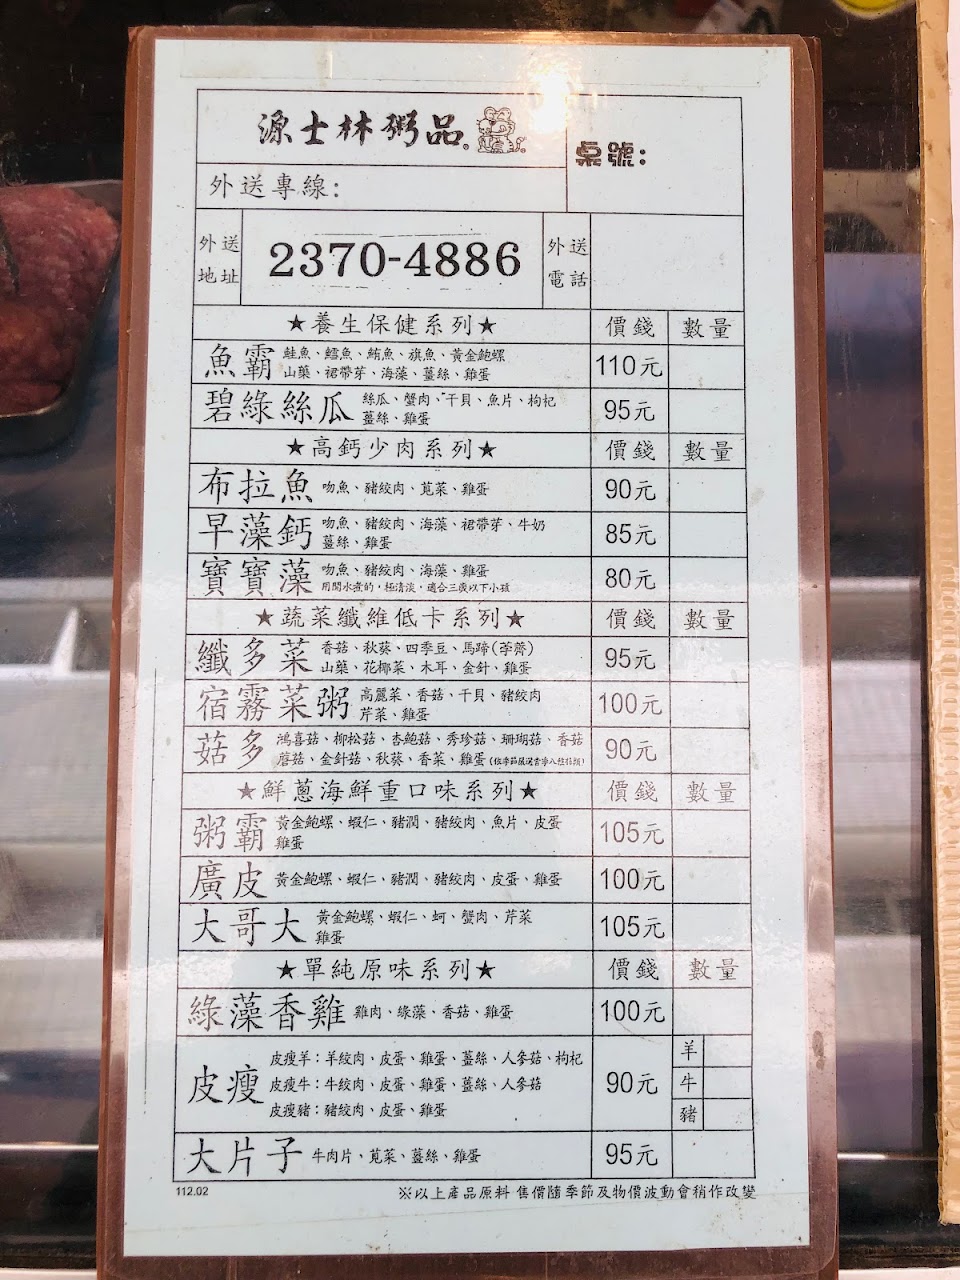 源士林粥品
桌號:
外送專線:
外送地址
2370-4886
外送電話
★養生保健系列★ 價錢 數量
魚霸 鮭魚、鱈魚、鮪魚、旗魚、黃金鮑螺 110元
山藥、裙帶芽、海藻、薑絲、雞蛋
碧綠絲瓜 絲瓜、蟹肉、干貝、魚片、枸杞 95元
薑絲、雞蛋
★高鈣少肉系列★ 價錢 數量
布拉魚 吻魚、豬絞肉、莧菜、雞蛋 90元
早藻鈣 吻魚、豬絞肉、海藻、裙帶芽、牛奶 85元
薑絲、雞蛋
寶寶藻 吻魚、豬絞肉、海藻、雞蛋 80元
用開水煮的，極清淡，適合三歲以下小孩
★蔬菜纖維低卡系列★ 價錢 數量
纖多菜 香菇、秋葵、四季豆、馬蹄(荸薺) 95元
山藥、花椰菜、木耳、金針、雞蛋
宿霧菜粥 高麗菜、香菇、干貝、豬絞肉 100元
芹菜、雞蛋
菇多 鴻喜菇、柳松菇、杏鮑菇、秀珍菇、珊瑚菇、香菇 90元
蘑菇、金針菇、秋葵、香菜、雞蛋
★鮮蔥海鮮重口味系列★ 價錢 數量
粥霸 黃金鮑螺、蝦仁、豬潤、豬絞肉、魚片、皮蛋 105元
雞蛋
廣皮 黃金鮑螺、蝦仁、豬潤、豬絞肉、皮蛋、雞蛋 100元
大哥大 黃金鮑螺、蝦仁、蚵、蟹肉、芹菜 105元
雞蛋
★單純原味系列★ 價錢 數量
綠藻香雞 雞肉、綠藻、香菇、雞蛋 100元
皮瘦 皮瘦羊:羊絞肉、皮蛋、雞蛋、薑絲、人參菇、枸杞 90元 羊
皮瘦牛:牛絞肉、皮蛋、雞蛋、薑絲、人參菇 牛
皮瘦豬:豬絞肉、皮蛋、雞蛋 豬
大片子 牛肉片、莧菜、薑絲、雞蛋 95元
112.02 ※以上產品原料 售價隨季節及物價波動會稍作改變